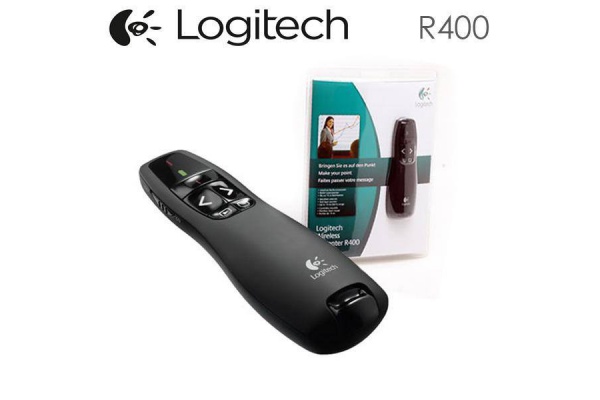 Logitech R400
Logitech
Bringen Sie es auf den Punkt
Make your point
Faites passer votre message
Logitech
Wireless
Presenter R400
Logitech